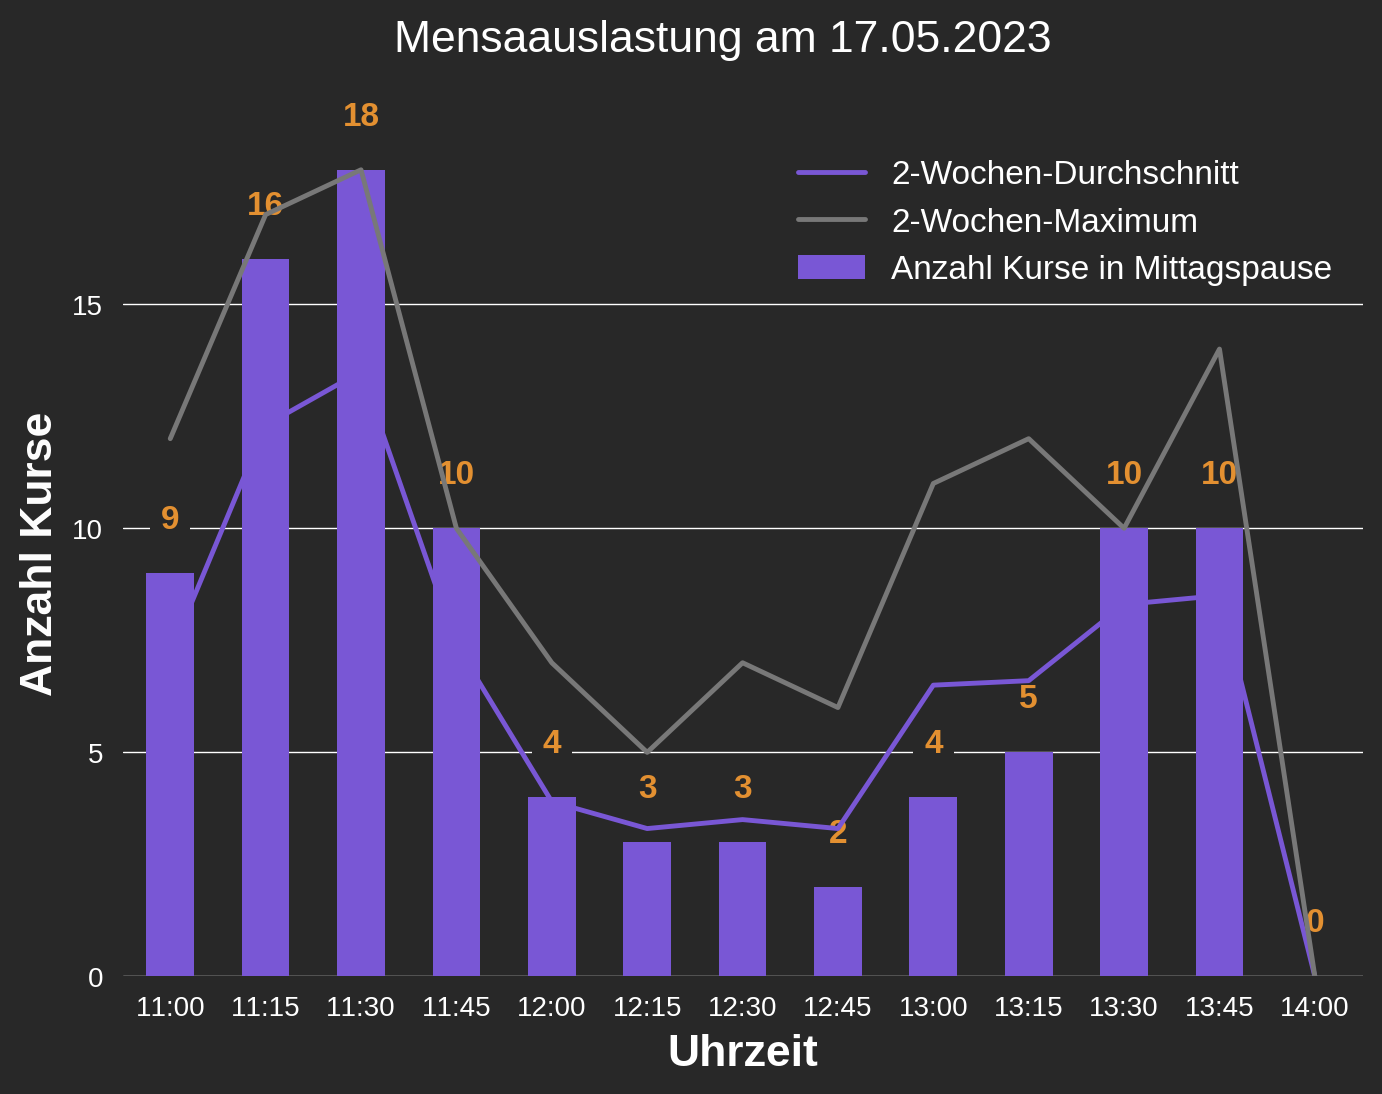 Mensaauslastung am 17.05.2023
18
2-Wochen-Durchschnitt
16
2-Wochen-Maximum
Anzahl Kurse in Mittagspause
15
10 10 10
9
10
5
4 4
5
3 3
2
0
0
11:00 11:15 11:30 11:45 12:00 12:15 12:30 12:45 13:00 13:15 13:30 13:45 14:00
Uhrzeit
Anzahl Kurse